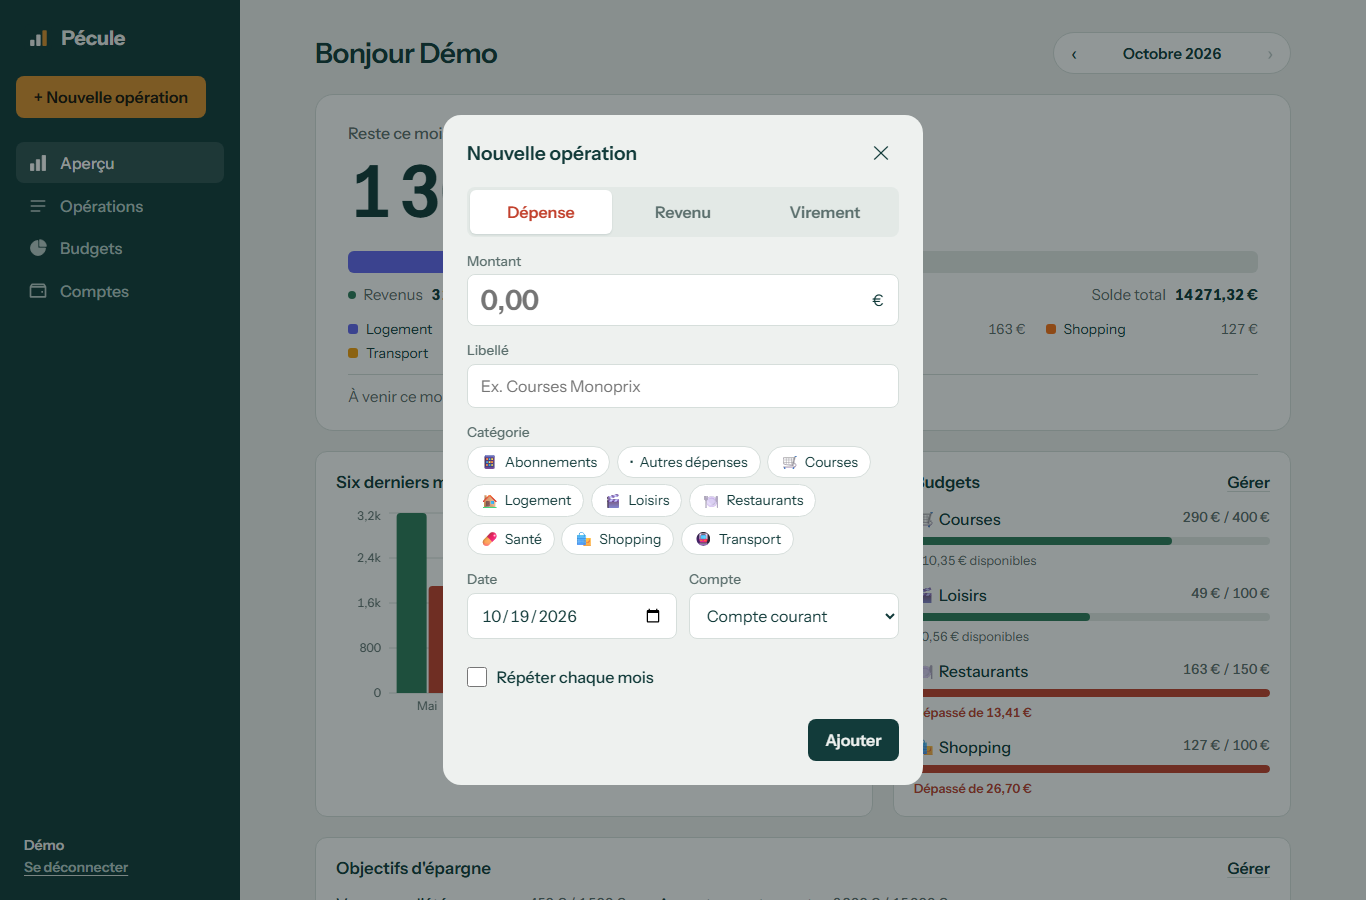 Pécule
+ Nouvelle opération
Aperçu
Opérations
Budgets
Comptes
Démo
Se déconnecter
Bonjour Démo
‹ Octobre 2026 ›
Reste ce moi
13
Revenus 3
Solde total 14 271,32 €
Logement
163 €
Shopping 127 €
Transport
À venir ce mo
Nouvelle opération
Dépense Revenu Virement
Montant
0,00 €
Libellé
Ex. Courses Monoprix
Catégorie
Abonnements · Autres dépenses Courses
Logement Loisirs Restaurants
Santé Shopping Transport
Date Compte
10/19/2026 Compte courant
Répéter chaque mois
Ajouter
Six derniers m
3,2k
2,4k
1,6k
800
0
Mai
udgets Gérer
Courses 290 € / 400 €
10,35 € disponibles
Loisirs 49 € / 100 €
0,56 € disponibles
Restaurants 163 € / 150 €
épassé de 13,41 €
Shopping 127 € / 100 €
Dépassé de 26,70 €
Objectifs d'épargne Gérer